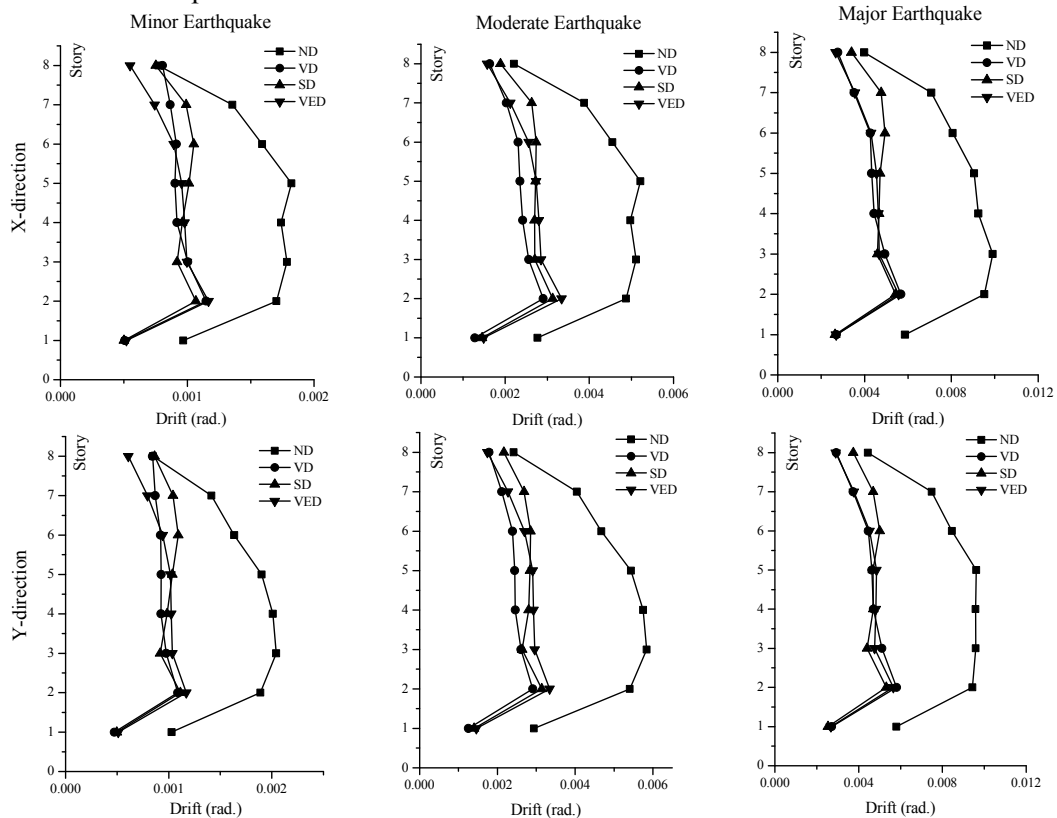 Minor Earthquake
Moderate Earthquake
Major Earthquake
X-direction
Story
8
7
6
5
4
3
2
1
0
0.000
0.001
0.002
Drift (rad.)
ND
VD
SD
VED
Story
8
7
6
5
4
3
2
1
0
0.000
0.002
0.004
0.006
Drift (rad.)
ND
VD
SD
VED
Story
8
7
6
5
4
3
2
1
0
0.000
0.004
0.008
0.012
Drift (rad.)
ND
VD
SD
VED
Y-direction
Story
8
7
6
5
4
3
2
1
0
0.000
0.001
0.002
Drift (rad.)
ND
VD
SD
VED
Story
8
7
6
5
4
3
2
1
0
0.000
0.002
0.004
0.006
Drift (rad.)
ND
VD
SD
VED
Story
8
7
6
5
4
3
2
1
0
0.000
0.004
0.008
0.012
Drift (rad.)
ND
VD
SD
VED